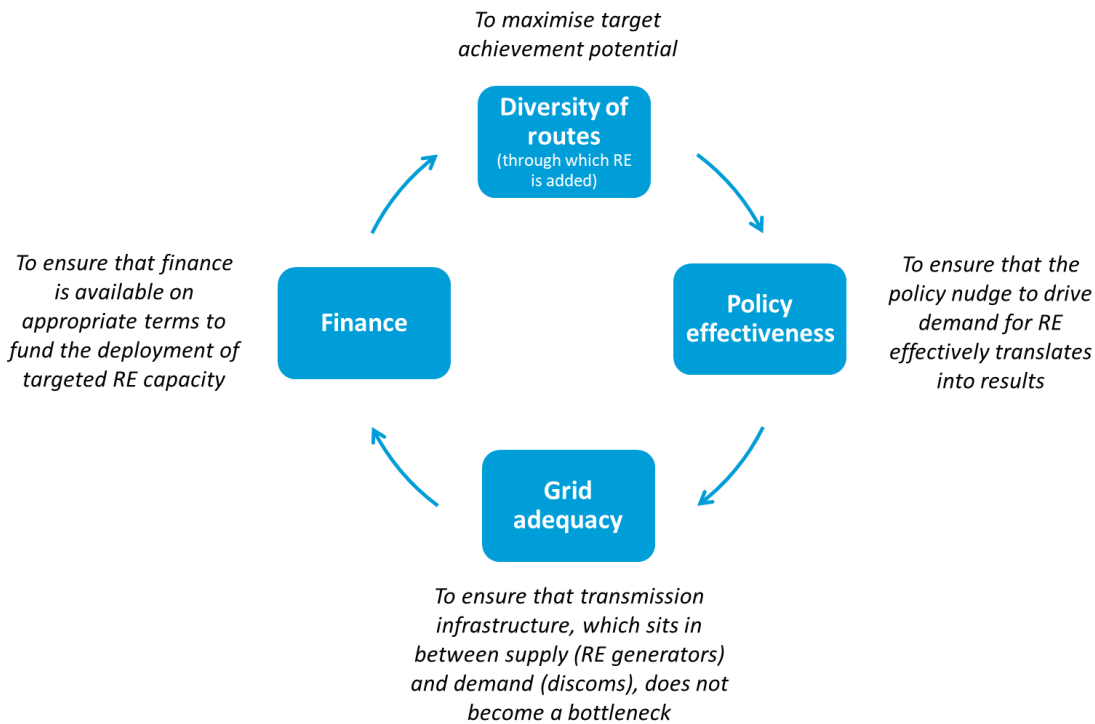 To maximise target
achievement potential
Diversity of
routes
(through which RE
is added)
To ensure that finance
is available on
appropriate terms to
fund the deployment of
targeted RE capacity
Finance
Policy
effectiveness
To ensure that the
policy nudge to drive
demand for RE
effectively translates
into results
Grid
adequacy
To ensure that transmission
infrastructure, which sits in
between supply (RE generators)
and demand (discoms), does not
become a bottleneck